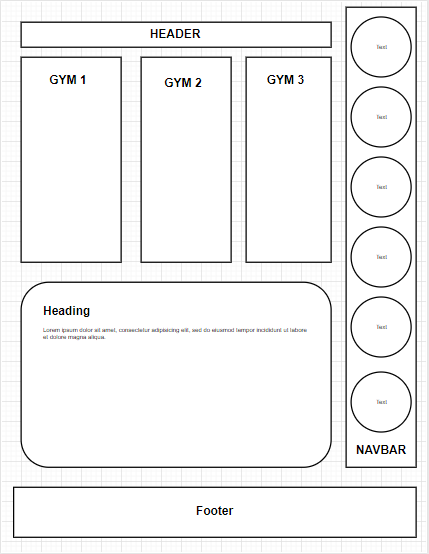 HEADER
GYM 1
GYM 2
GYM 3
Heading
Lorem ipsum dolor sit amet, consectetur adipisicing elit, sed do eiusmod tempor incididunt ut labore
et dolore magna aliqua.
Text
Text
Text
Text
Text
Text
NAVBAR
Footer